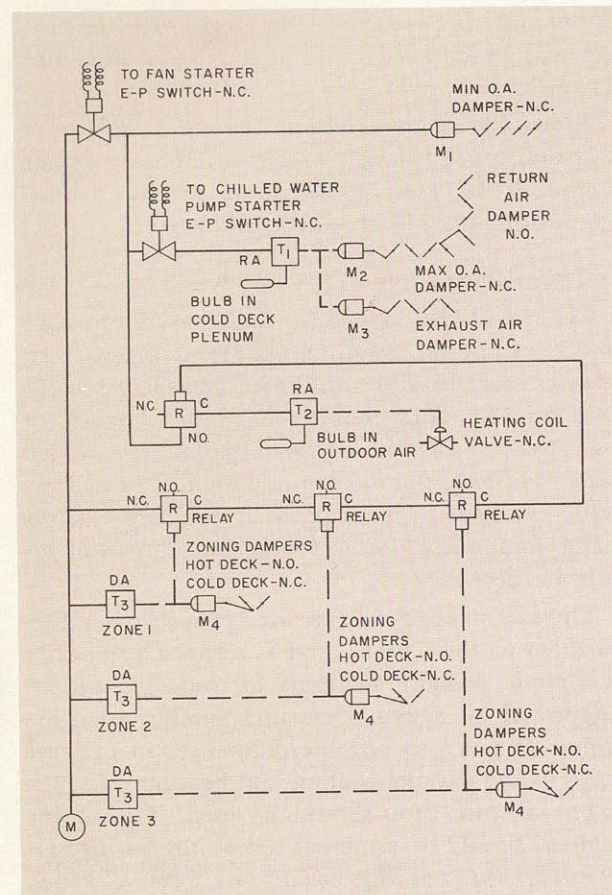 TO FAN STARTER
E-P SWITCH-N.C.
MIN O.A.
DAMPER-N.C.
M1
TO CHILLED WATER
PUMP STARTER
E-P SWITCH-N.C.
RETURN
AIR
DAMPER
N.O.
RA
T1
M2
MAX O.A.
DAMPER-N.C.
BULB IN
COLD DECK
PLENUM
M3
EXHAUST AIR
DAMPER-N.C.
N.C.
R
C
N.O.
RA
T2
BULB IN
OUTDOOR AIR
HEATING COIL
VALVE-N.C.
N.C.
N.O.
R
C
RELAY
N.C.
N.O.
R
C
RELAY
N.C.
N.O.
R
C
RELAY
ZONING DAMPERS
HOT DECK-N.O.
COLD DECK-N.C.
DA
T3
ZONE 1
M4
ZONING
DAMPERS
HOT DECK-N.O.
COLD DECK-N.C.
DA
T3
ZONE 2
M4
ZONING
DAMPERS
HOT DECK-N.O.
COLD DECK-N.C.
DA
T3
ZONE 3
M4
M